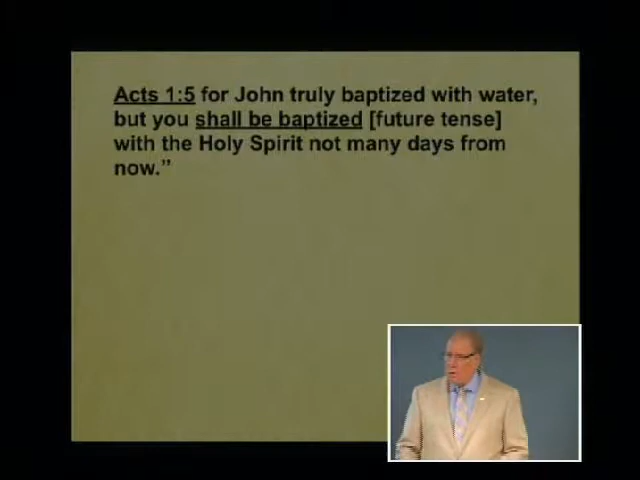 Acts 1:5 for John truly baptized with water,
but you shall be baptized [future tense]
with the Holy Spirit not many days from
now.”